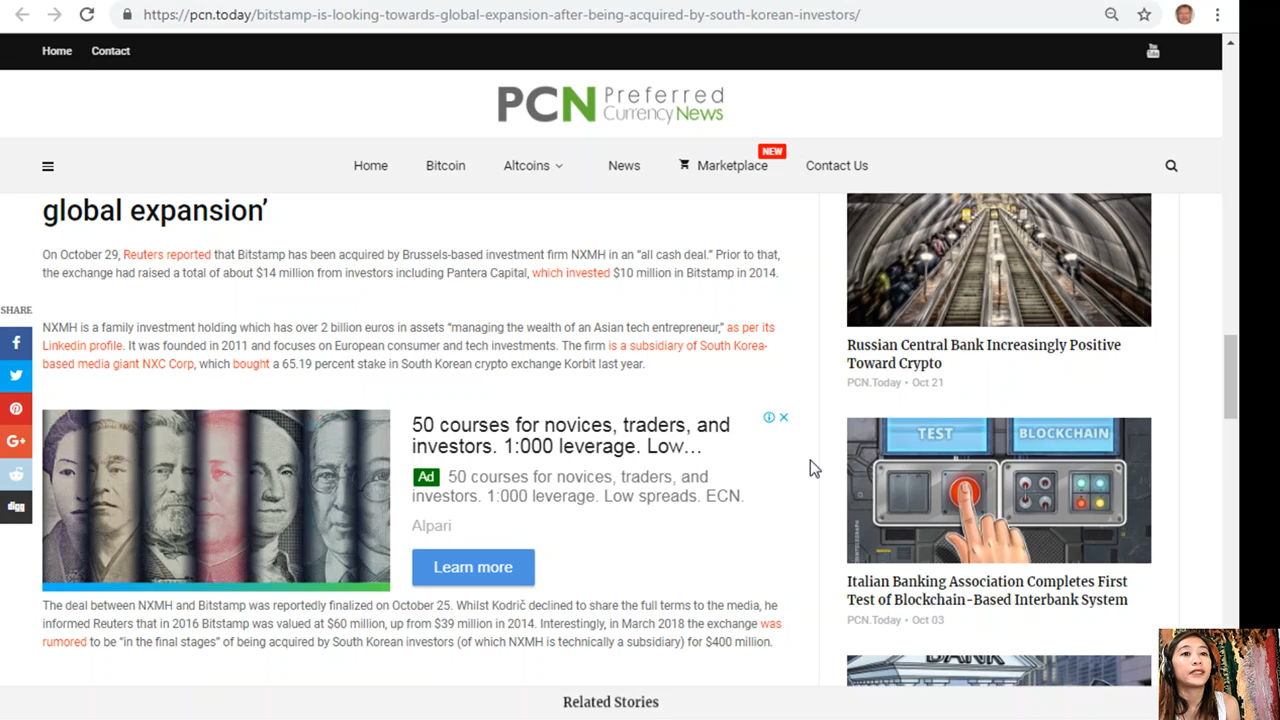 https://pcn.today/bitstamp-is-looking-towards-global-expansion-after-being-acquired-by-south-korean-investors/
Home Contact
You Tube
PCN Preferred
Currency News
Home Bitcoin Altcoins News Marketplace NEW Contact Us
global expansion’
On October 29, Reuters reported that Bitstamp has been acquired by Brussels-based investment firm NXMH in an “all cash deal.” Prior to that,
the exchange had raised a total of about $14 million from investors including Pantera Capital, which invested $10 million in Bitstamp in 2014.
SHARE
NXMH is a family investment holding which has over 2 billion euros in assets “managing the wealth of an Asian tech entrepreneur,” as per its
Linkedin profile. It was founded in 2011 and focuses on European consumer and tech investments. The firm is a subsidiary of South Korea-
based media giant NXC Corp, which bought a 65.19 percent stake in South Korean crypto exchange Korbit last year.
G+
digg
50 courses for novices, traders, and
investors. 1:000 leverage. Low...
Ad 50 courses for novices, traders, and
investors. 1:000 leverage. Low spreads. ECN.
Alpari
Learn more
The deal between NXMH and Bitstamp was reportedly finalized on October 25. Whilst Kodrič declined to share the full terms to the media, he
informed Reuters that in 2016 Bitstamp was valued at $60 million, up from $39 million in 2014. Interestingly, in March 2018 the exchange was
rumored to be “in the final stages” of being acquired by South Korean investors (of which NXMH is technically a subsidiary) for $400 million.
Russian Central Bank Increasingly Positive
Toward Crypto
PCN.Today • Oct 21
TEST BLOCKCHAIN
Italian Banking Association Completes First
Test of Blockchain-Based Interbank System
PCN.Today • Oct 03
BANK
Related Stories